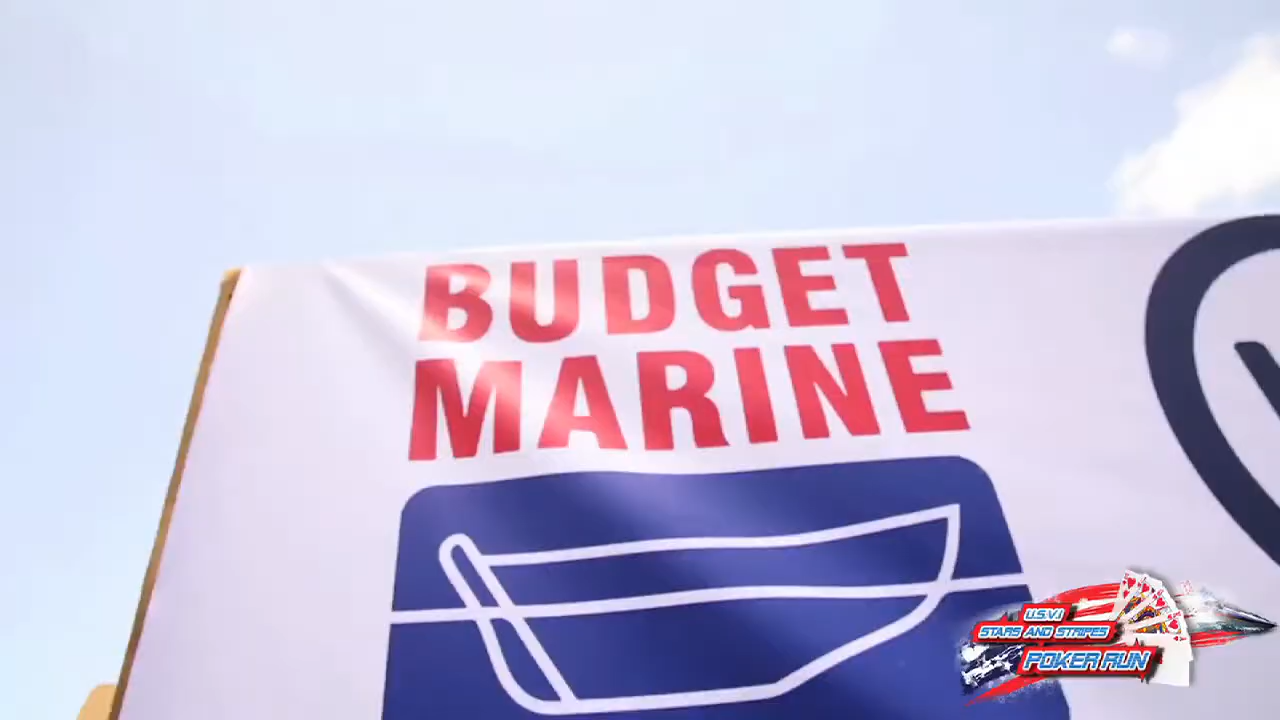 BUDGET
MARINE
U.S.V.I
STARS AND STRIPES
POKER RUN